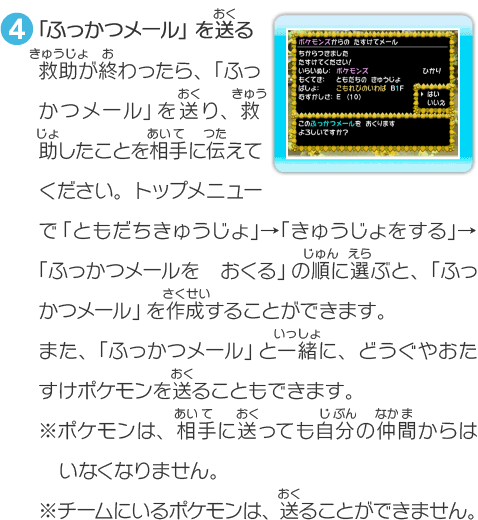 4 「ふっかつメール」を送る
救助が終わったら、「ふっ
かつメール」を送り、救
助したことを相手に伝えて
ください。トップメニュー
で「ともだちきゅうじょ」→「きゅうじょをする」→
「ふっかつメールを　おくる」の順に選ぶと、「ふっ
かつメール」を作成することができます。
また、「ふっかつメール」と一緒に、どうぐやおた
すけポケモンを送ることもできます。
※ポケモンは、相手に送っても自分の仲間からは
いなくなりません。
※チームにいるポケモンは、送ることができません。
ポケモンズからの たすけてメール
ちからつきました
たすけてください!
いらいぬし: ポケモンズ ひかり
もくてき: ともだちの きゅうじょ
ばしょ: こもれびのいわば B1F
むずかしさ: E (10)
はい
いいえ
このふっかつメールを おくります
よろしいですか?